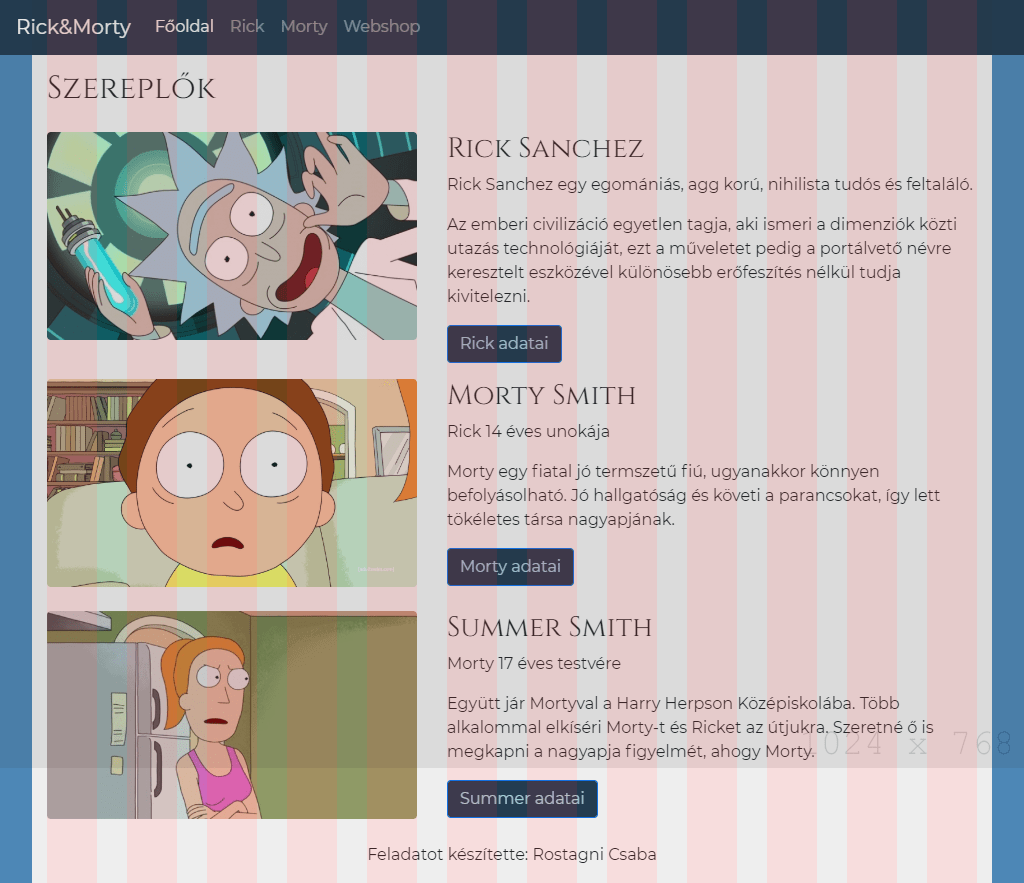 Rick&Morty Főoldal Rick Morty Webshop
Szereplők
Rick Sanchez
Rick Sanchez egy egomániás, agg korú, nihilista tudós és feltaláló.
Az emberi civilizáció egyetlen tagja, aki ismeri a dimenziók közti
utazás technológiáját, ezt a műveletet pedig a portálvető névre
keresztelt eszközével különösebb erőfeszítés nélkül tudja
kivitelezni.
Rick adatai
Morty Smith
Rick 14 éves unokája
Morty egy fiatal jó termszetű fiú, ugyanakkor könnyen
befolyásolható. Jó hallgatóság és követi a parancsokat, így lett
tökéletes társa nagyapjának.
Morty adatai
Summer Smith
Morty 17 éves testvére
Együtt jár Mortyval a Harry Herpson Középiskolába. Több
alkalommal elkíséri Morty-t és Ricket az útjukra. Szeretné ő is
megkapni a nagyapja figyelmét, ahogy Morty.
1024 x 768
Summer adatai
Feladatot készítette: Rostagni Csaba